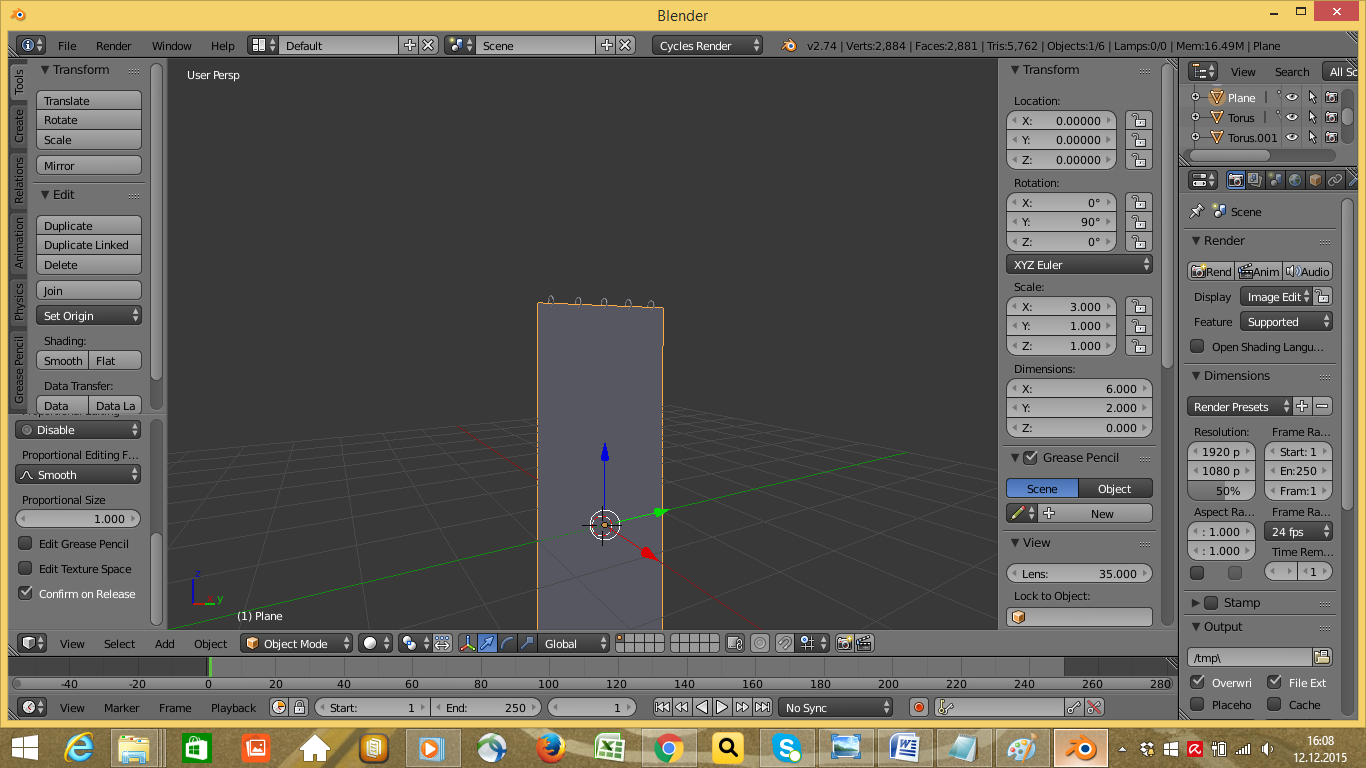 Blender
File Render Window Help Default Scene Cycles Render v2.74 | Verts:2,884 | Faces:2,881 | Tris:5,762 | Objects:1/6 | Lamps:0/0 | Mem:16.49M | Plane
Tools
Create
Relations
Animation
Physics
Grease Pencil
Transform
Translate
Rotate
Scale
Mirror
Edit
Duplicate
Duplicate Linked
Delete
Join
Set Origin
Shading:
Smooth Flat
Data Transfer:
Data Data La
Disable
Proportional Editing F...
Smooth
Proportional Size
1.000
Edit Grease Pencil
Edit Texture Space
Confirm on Release
User Persp
z
y
(1) Plane
Transform
Location:
X: 0.00000
Y: 0.00000
Z: 0.00000
Rotation:
X: 0°
Y: 90°
Z: 0°
XYZ Euler
Scale:
X: 3.000
Y: 1.000
Z: 1.000
Dimensions:
X: 6.000
Y: 2.000
Z: 0.000
Grease Pencil
Scene Object
New
View
Lens: 35.000
Lock to Object:
View Search All Sc
Plane
Torus
Torus.001
Scene
Render
Rend Anim Audio
Display Image Edit
Feature Supported
Open Shading Langu...
Dimensions
Render Presets
Resolution: Frame Ra...
1920 p Start: 1
1080 p En:250
50% Fram:1
Aspect Ra... Frame Ra...
: 1.000 24 fps
: 1.000 Time Rem...
1
Stamp
Output
/tmp\
Overwri File Ext
Placeho Cache
View Select Add Object Object Mode Global
-40 -20 0 20 40 60 80 100 120 140 160 180 200 220 240 260 280
View Marker Frame Playback Start: 1 End: 250 1 No Sync
16:08
12.12.2015